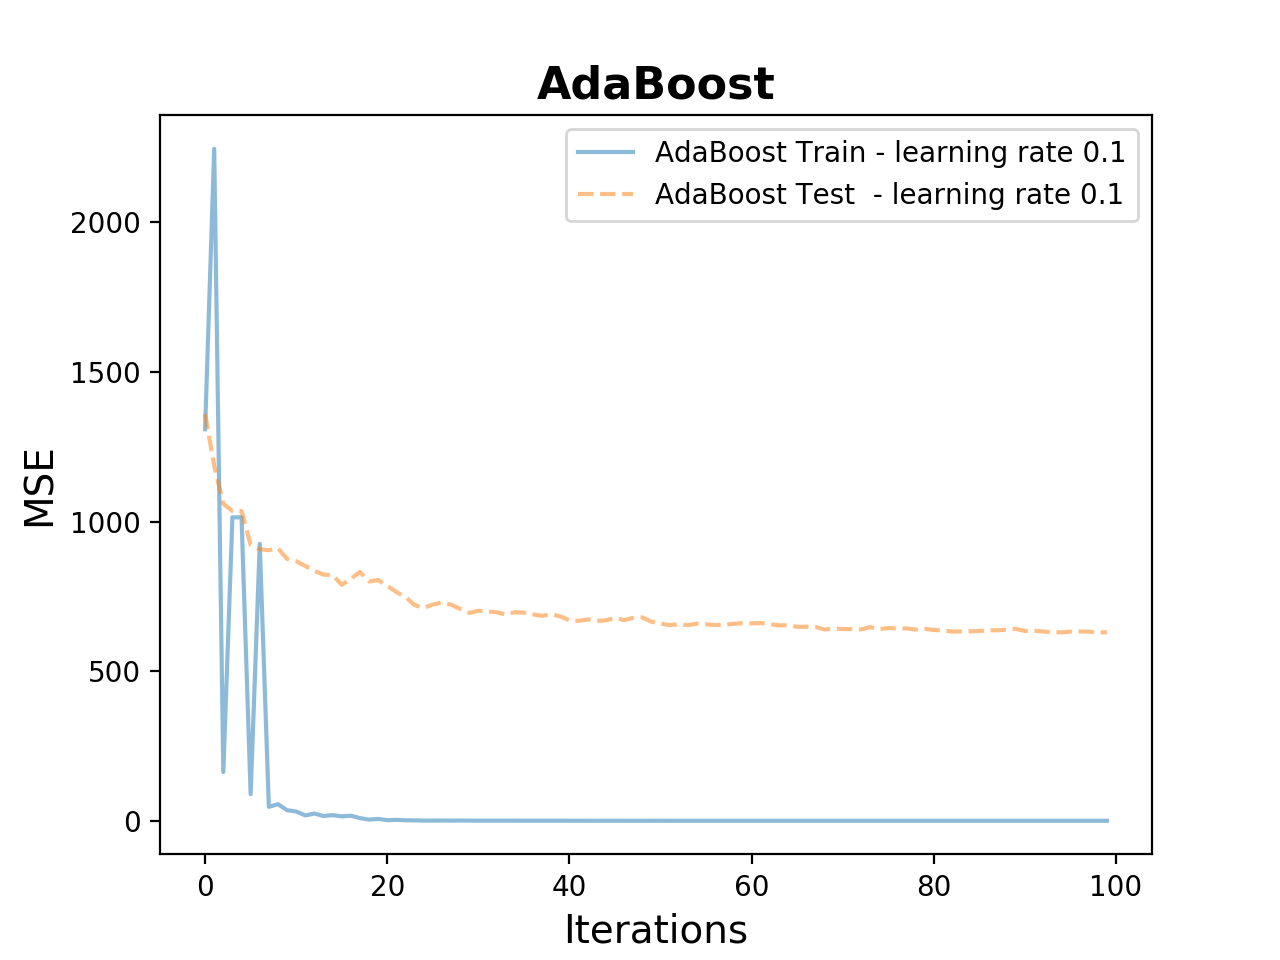 AdaBoost
AdaBoost Train - learning rate 0.1
AdaBoost Test  - learning rate 0.1
2000
1500
1000
500
0
MSE
0 20 40 60 80 100
Iterations